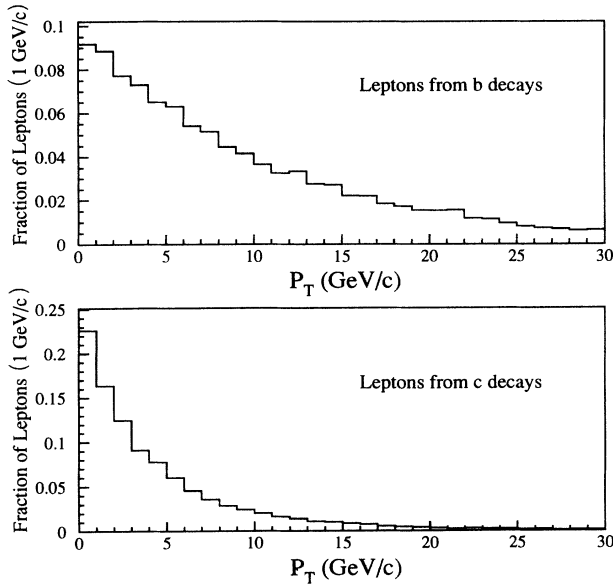 Fraction of Leptons ( 1 GeV/c)
0.1
0.08
0.06
0.04
0.02
0
Leptons from b decays
0 5 10 15 20 25 30
P_T (GeV/c)
Fraction of Leptons ( 1 GeV/c)
0.25
0.2
0.15
0.1
0.05
0
Leptons from c decays
0 5 10 15 20 25 30
P_T (GeV/c)